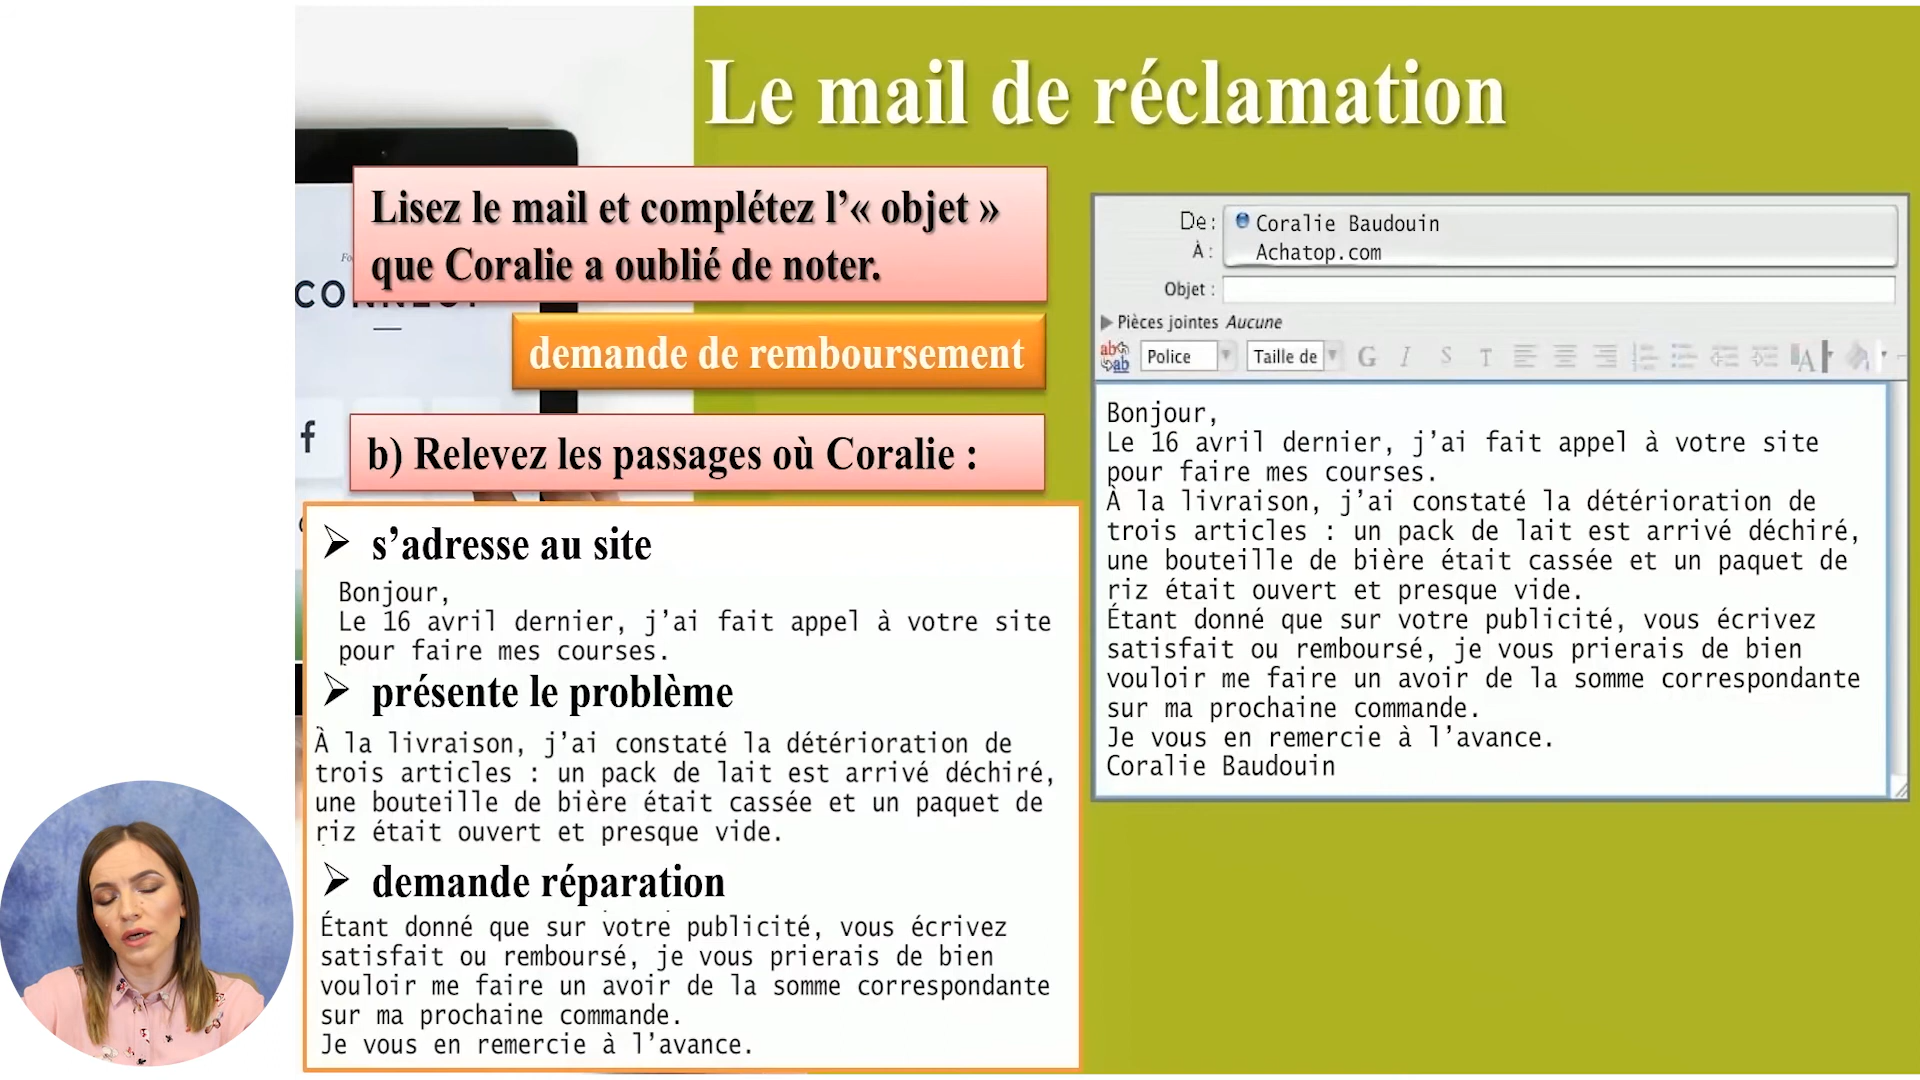 Le mail de réclamation
Lisez le mail et complétez l’« objet »
que Coralie a oublié de noter.
demande de remboursement
b) Relevez les passages où Coralie :
➢ s’adresse au site
Bonjour,
Le 16 avril dernier, j’ai fait appel à votre site
pour faire mes courses.
➢ présente le problème
À la livraison, j’ai constaté la détérioration de
trois articles : un pack de lait est arrivé déchiré,
une bouteille de bière était cassée et un paquet de
riz était ouvert et presque vide.
➢ demande réparation
Étant donné que sur votre publicité, vous écrivez
satisfait ou remboursé, je vous prierais de bien
vouloir me faire un avoir de la somme correspondante
sur ma prochaine commande.
Je vous en remercie à l’avance.
De : Coralie Baudouin
À : Achatop.com
Objet :
Pièces jointes Aucune
Police Taille de G I S T
Bonjour,
Le 16 avril dernier, j’ai fait appel à votre site
pour faire mes courses.
À la livraison, j’ai constaté la détérioration de
trois articles : un pack de lait est arrivé déchiré,
une bouteille de bière était cassée et un paquet de
riz était ouvert et presque vide.
Étant donné que sur votre publicité, vous écrivez
satisfait ou remboursé, je vous prierais de bien
vouloir me faire un avoir de la somme correspondante
sur ma prochaine commande.
Je vous en remercie à l’avance.
Coralie Baudouin